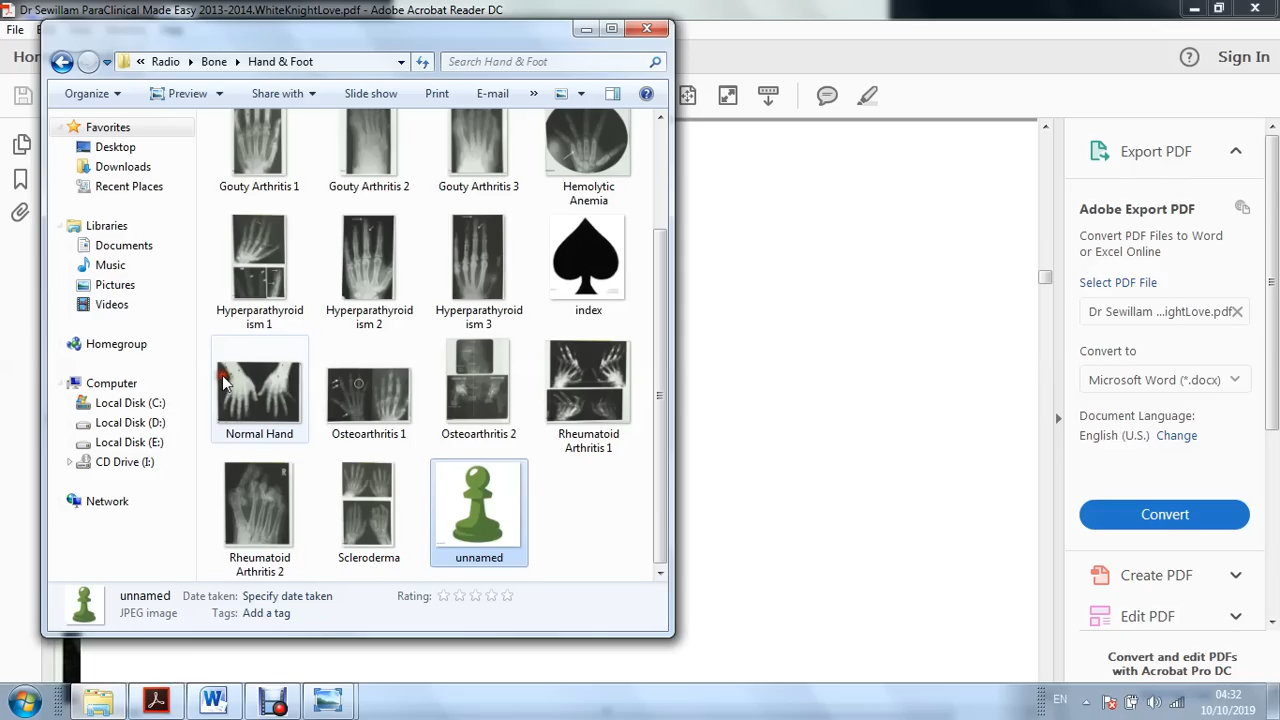 Dr Sewillam ParaClinical Made Easy 2013-2014.WhiteKnightLove.pdf - Adobe Acrobat Reader DC
File
Hom
Sign In
« Radio Bone Hand & Foot
Search Hand & Foot
Organize Preview Share with Slide show Print E-mail »
Favorites
Desktop
Downloads
Recent Places
Libraries
Documents
Music
Pictures
Videos
Homegroup
Computer
Local Disk (C:)
Local Disk (D:)
Local Disk (E:)
CD Drive (I:)
Network
Gouty Arthritis 1
Gouty Arthritis 2
Gouty Arthritis 3
Hemolytic
Anemia
Hyperparathyroid
ism 1
Hyperparathyroid
ism 2
Hyperparathyroid
ism 3
index
Normal Hand
Osteoarthritis 1
Osteoarthritis 2
Rheumatoid
Arthritis 1
Rheumatoid
Arthritis 2
Scleroderma
unnamed
unnamed Date taken: Specify date taken Rating:
JPEG image Tags: Add a tag
Export PDF
Adobe Export PDF
Convert PDF Files to Word
or Excel Online
Select PDF File
Dr Sewillam ...ightLove.pdf
Convert to
Microsoft Word (*.docx)
Document Language:
English (U.S.) Change
Convert
Create PDF
Edit PDF
Convert and edit PDFs
with Acrobat Pro DC
EN
04:32
10/10/2019